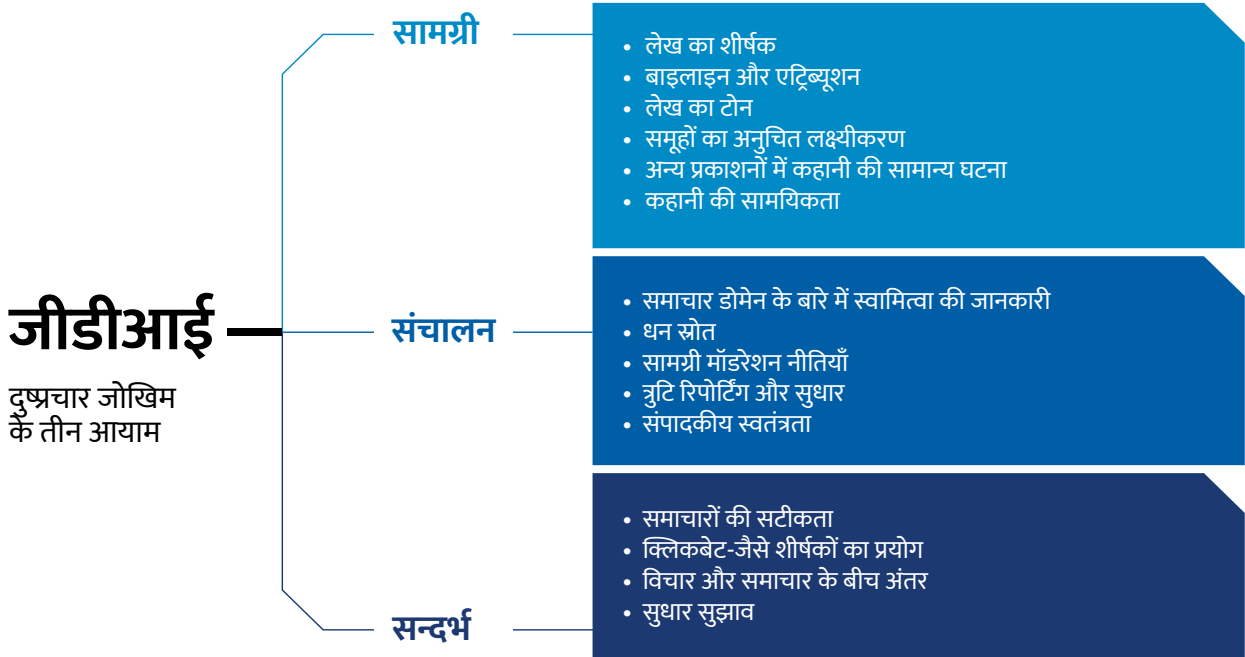 जीडीआई
दुष्प्रचार जोखिम
के तीन आयाम
सामग्री
• लेख का शीर्षक
• बाइलाइन और एट्रिब्यूशन
• लेख का टोन
• समूहों का अनुचित लक्ष्यीकरण
• अन्य प्रकाशनों में कहानी की सामान्य घटना
• कहानी की सामयिकता
संचालन
• समाचार डोमेन के बारे में स्वामित्वा की जानकारी
• धन स्रोत
• सामग्री मॉडरेशन नीतियाँ
• त्रुटि रिपोर्टिंग और सुधार
• संपादकीय स्वतंत्रता
सन्दर्भ
• समाचारों की सटीकता
• क्लिकबेट-जैसे शीर्षकों का प्रयोग
• विचार और समाचार के बीच अंतर
• सुधार सुझाव